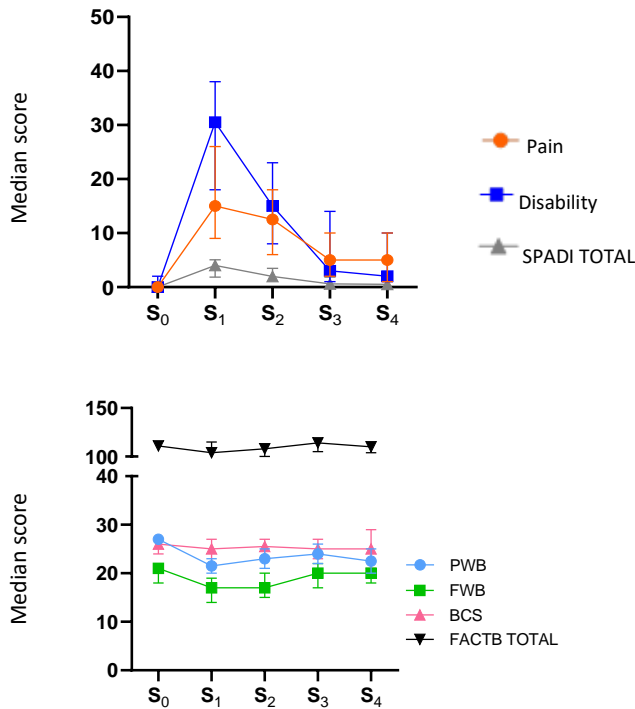 50
40
30
20
10
0
Median score
S0 S1 S2 S3 S4
Pain
Disability
SPADI TOTAL
150
100
40
30
20
10
0
Median score
S0 S1 S2 S3 S4
PWB
FWB
BCS
FACTB TOTAL